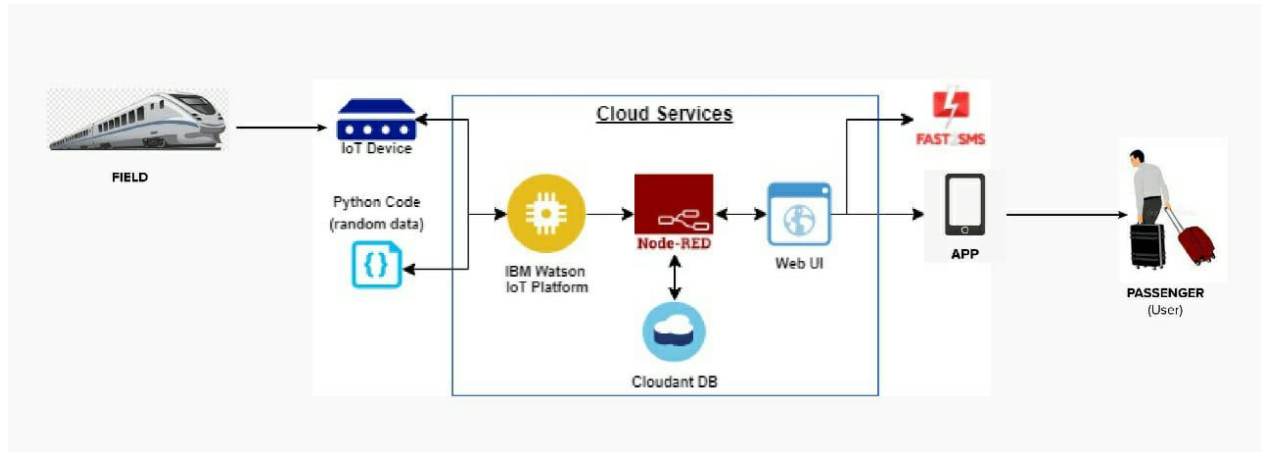 Cloud Services
FAST2SMS
IoT Device
FIELD
Python Code
(random data)
{}
Node-RED
APP
Web UI
IBM Watson
IoT Platform
PASSENGER
(User)
Cloudant DB